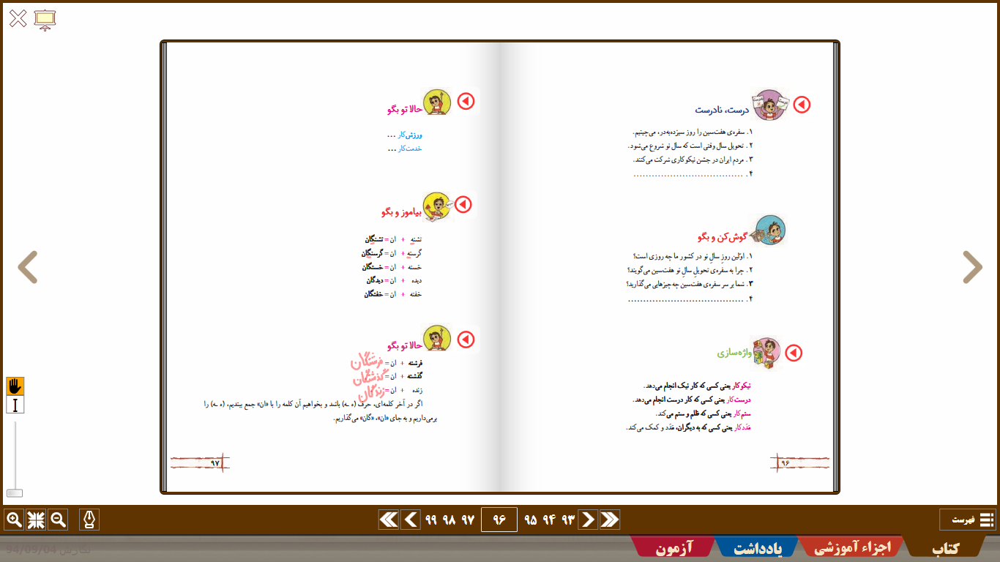 درست، نادرست
۱. سفره‌ی هفت‌سین را روز سیزده‌به‌در، می‌چینیم.
۲. تحویل سال وقتی است که سال نو شروع می‌شود.
۳. مردم ایران در جشن نیکوکاری شرکت می‌کنند.
۴. ....................................
گوش کن و بگو
۱. اوّلین روزِ سالِ نو در کشور ما چه روزی است؟
۲. چرا به سفره‌ی تحویلِ سالِ نو هفت‌سین می‌گویند؟
۳. شما بر سر سفره‌ی هفت‌سین چه چیزهایی می‌گذارید؟
۴. ......................................
واژه‌سازی
نیکوکار یعنی کسی که کار نیک انجام می‌دهد.
درست‌کار یعنی کسی که کار درست انجام می‌دهد.
ستم‌کار یعنی کسی که ظلم و ستم می‌کند.
مَدَدکار یعنی کسی که به دیگران، مَدَد و کمک می‌کند.
۹۶
حالا تو بگو
ورزش‌کار ...
خدمت‌کار ...
بیاموز و بگو
تشنه + ان = تشنگان
گرسنه + ان = گرسنگان
خسته + ان = خستگان
دیده + ان = دیدگان
خفته + ان = خفتگان
حالا تو بگو
فرشته + ان = فرشتگان
گذشته + ان = گذشتگان
زنده + ان = زندگان
اگر در آخر کلمه‌ای، حرف (ه ـه) باشد و بخواهیم آن کلمه را با «ان» جمع ببندیم، (ه ـه) را
برمی‌داریم و به جای «ان»، «گان» می‌گذاریم.
۹۷
فهرست
۹۳ ۹۴ ۹۵ ۹۶ ۹۷ ۹۸ ۹۹
کتاب
اجزاء آموزشی
یادداشت
آزمون
نگارش 94/09/04